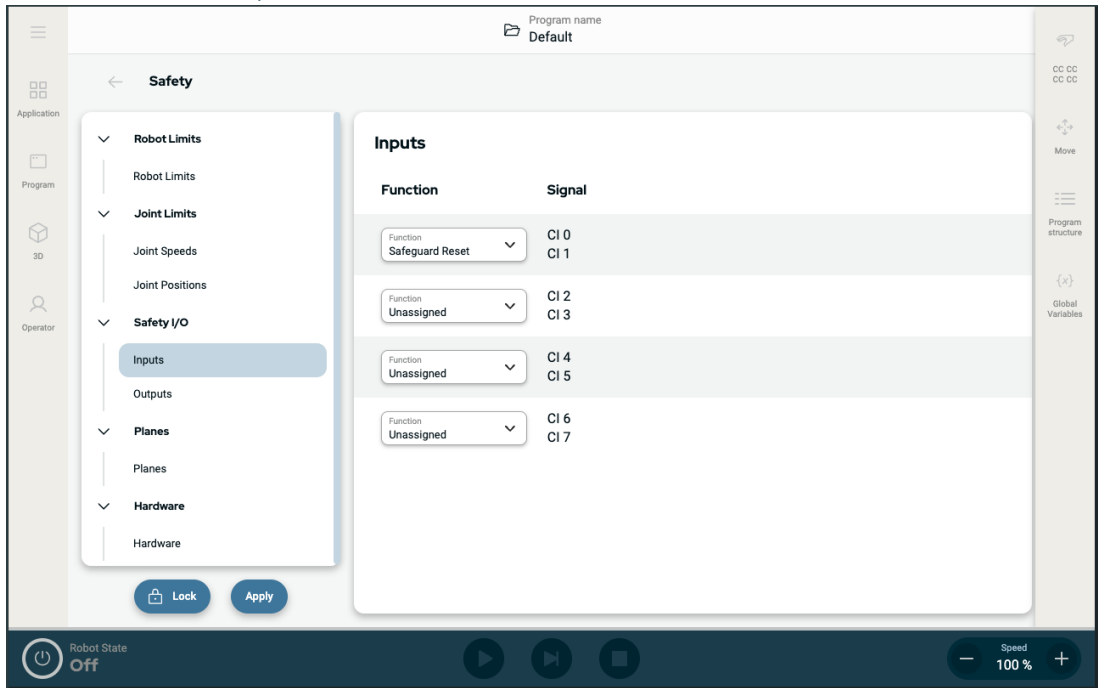 Program name
Default
CC CC
CC CC
Application
Safety
Move
Program
Program
structure
3D
{x}
Global
Variables
Operator
Robot Limits
Robot Limits
Joint Limits
Joint Speeds
Joint Positions
Safety I/O
Inputs
Outputs
Planes
Planes
Hardware
Hardware
Lock
Apply
Inputs
Function
Signal
Function
Safeguard Reset
CI 0
CI 1
Function
Unassigned
CI 2
CI 3
Function
Unassigned
CI 4
CI 5
Function
Unassigned
CI 6
CI 7
Robot State
Off
Speed
100 %